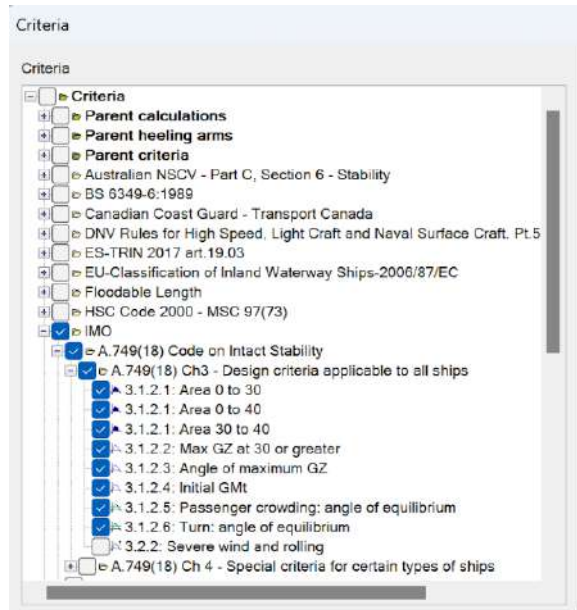 Criteria
Criteria
Criteria
Parent calculations
Parent heeling arms
Parent criteria
Australian NSCV - Part C, Section 6 - Stability
BS 6349-6:1989
Canadian Coast Guard - Transport Canada
DNV Rules for High Speed, Light Craft and Naval Surface Craft, Pt.5
ES-TRIN 2017 art.19.03
EU-Classification of Inland Waterway Ships-2006/87/EC
Floodable Length
HSC Code 2000 - MSC 97(73)
IMO
A.749(18) Code on Intact Stability
A.749(18) Ch3 - Design criteria applicable to all ships
3.1.2.1: Area 0 to 30
3.1.2.1: Area 0 to 40
3.1.2.1: Area 30 to 40
3.1.2.2: Max GZ at 30 or greater
3.1.2.3: Angle of maximum GZ
3.1.2.4: Initial GMt
3.1.2.5: Passenger crowding: angle of equilibrium
3.1.2.6: Turn: angle of equilibrium
3.2.2: Severe wind and rolling
A.749(18) Ch 4 - Special criteria for certain types of ships